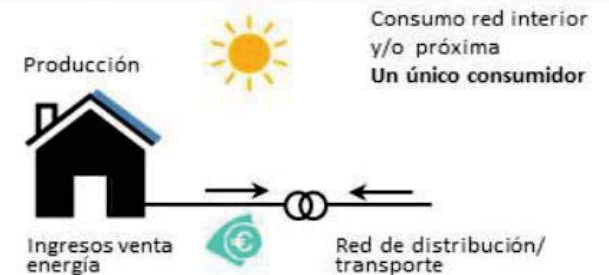 Consumo red interior
y/o próxima
Un único consumidor
Producción
Ingresos venta
energía
Red de distribución/
transporte
€